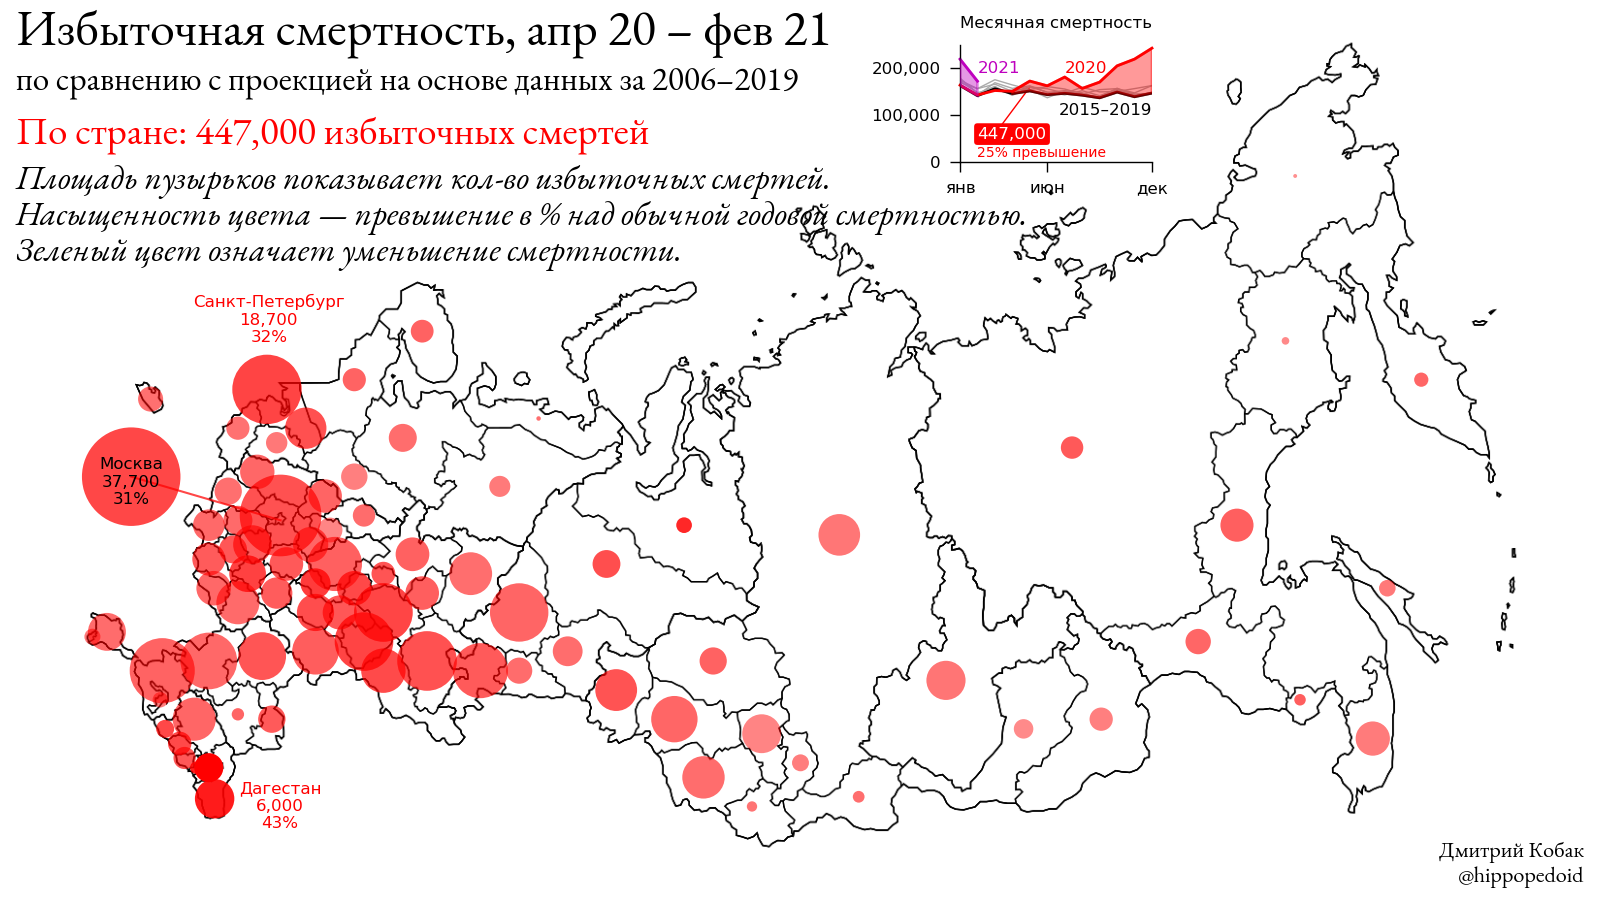 Избыточная смертность, апр 20 – фев 21
по сравнению с проекцией на основе данных за 2006–2019
По стране: 447,000 избыточных смертей
Площадь пузырьков показывает кол-во избыточных смертей.
Насыщенность цвета — превышение в % над обычной годовой смертностью.
Зеленый цвет означает уменьшение смертности.
Месячная смертность
200,000
100,000
0
2021
2020
2015–2019
447,000
25% превышение
янв
июн
дек
Санкт-Петербург
18,700
32%
Москва
37,700
31%
Дагестан
6,000
43%
Дмитрий Кобак
@hippopedoid